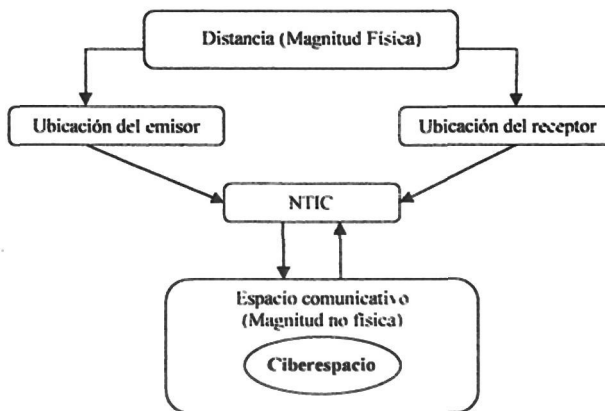 Distancia (Magnitud Física)
Ubicación del emisor
Ubicación del receptor
NTIC
Espacio comunicativo
(Magnitud no física)
Ciberespacio